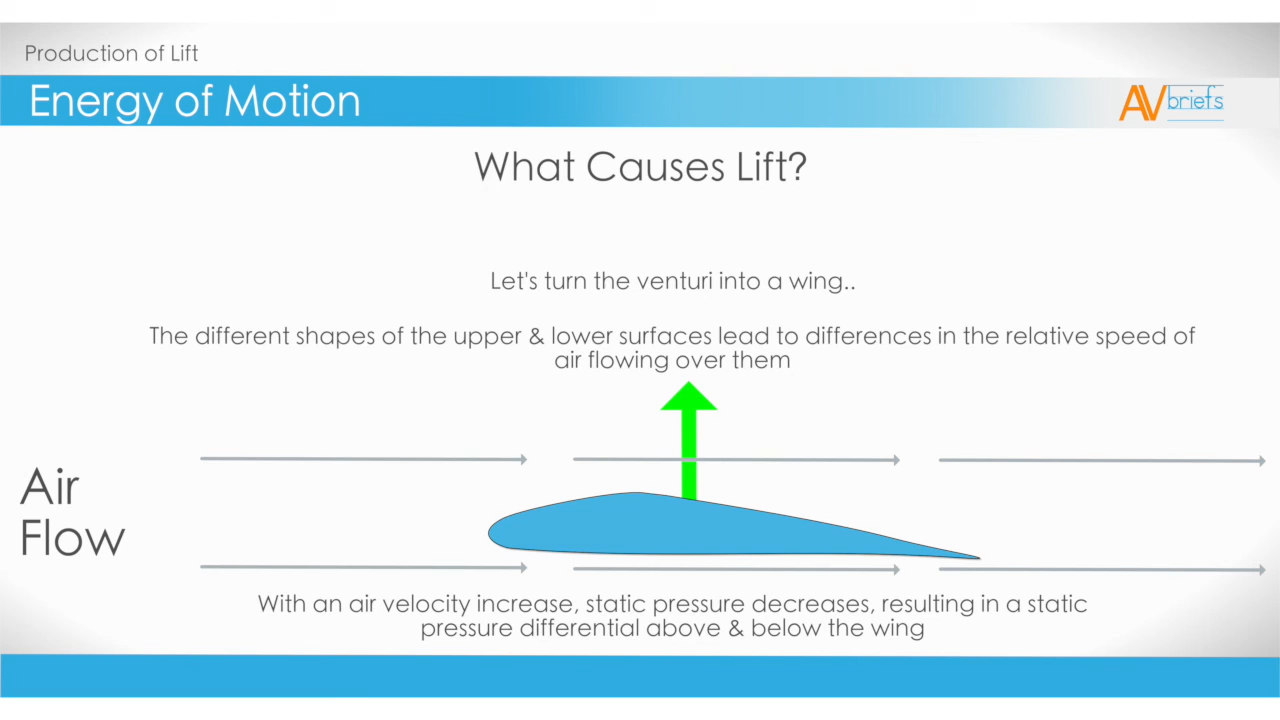 Production of Lift
Energy of Motion
AV briefs
What Causes Lift?
Let's turn the venturi into a wing..
The different shapes of the upper & lower surfaces lead to differences in the relative speed of
air flowing over them
Air
Flow
With an air velocity increase, static pressure decreases, resulting in a static
pressure differential above & below the wing